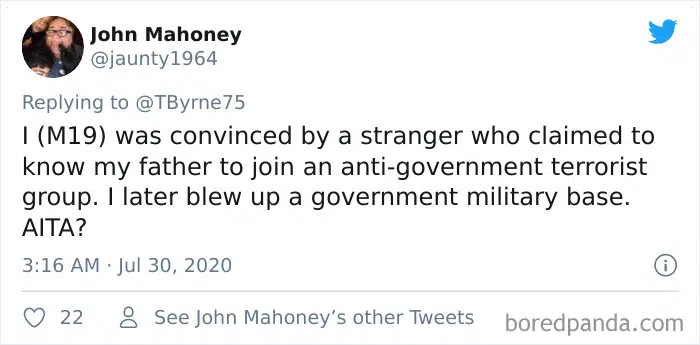 John Mahoney
@jaunty1964
Replying to @TByrne75
I (M19) was convinced by a stranger who claimed to
know my father to join an anti-government terrorist
group. I later blew up a government military base.
AITA?
3:16 AM · Jul 30, 2020
22 See John Mahoney’s other Tweets
boredpanda.com